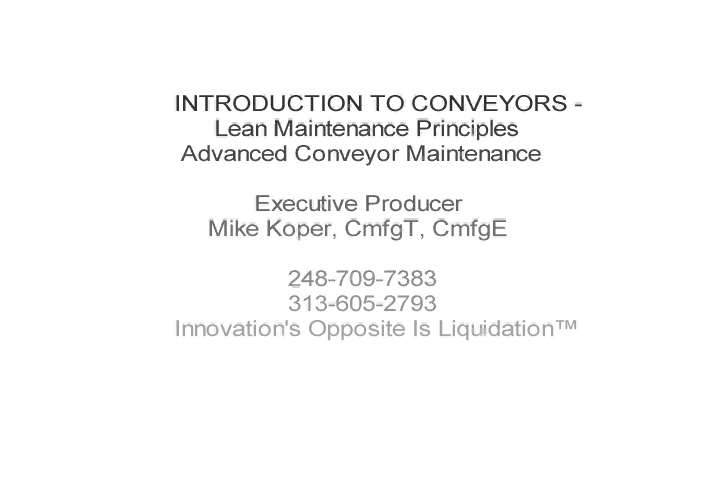 INTRODUCTION TO CONVEYORS -
Lean Maintenance Principles
Advanced Conveyor Maintenance
Executive Producer
Mike Koper, CmfgT, CmfgE
248-709-7383
313-605-2793
Innovation's Opposite Is Liquidation™